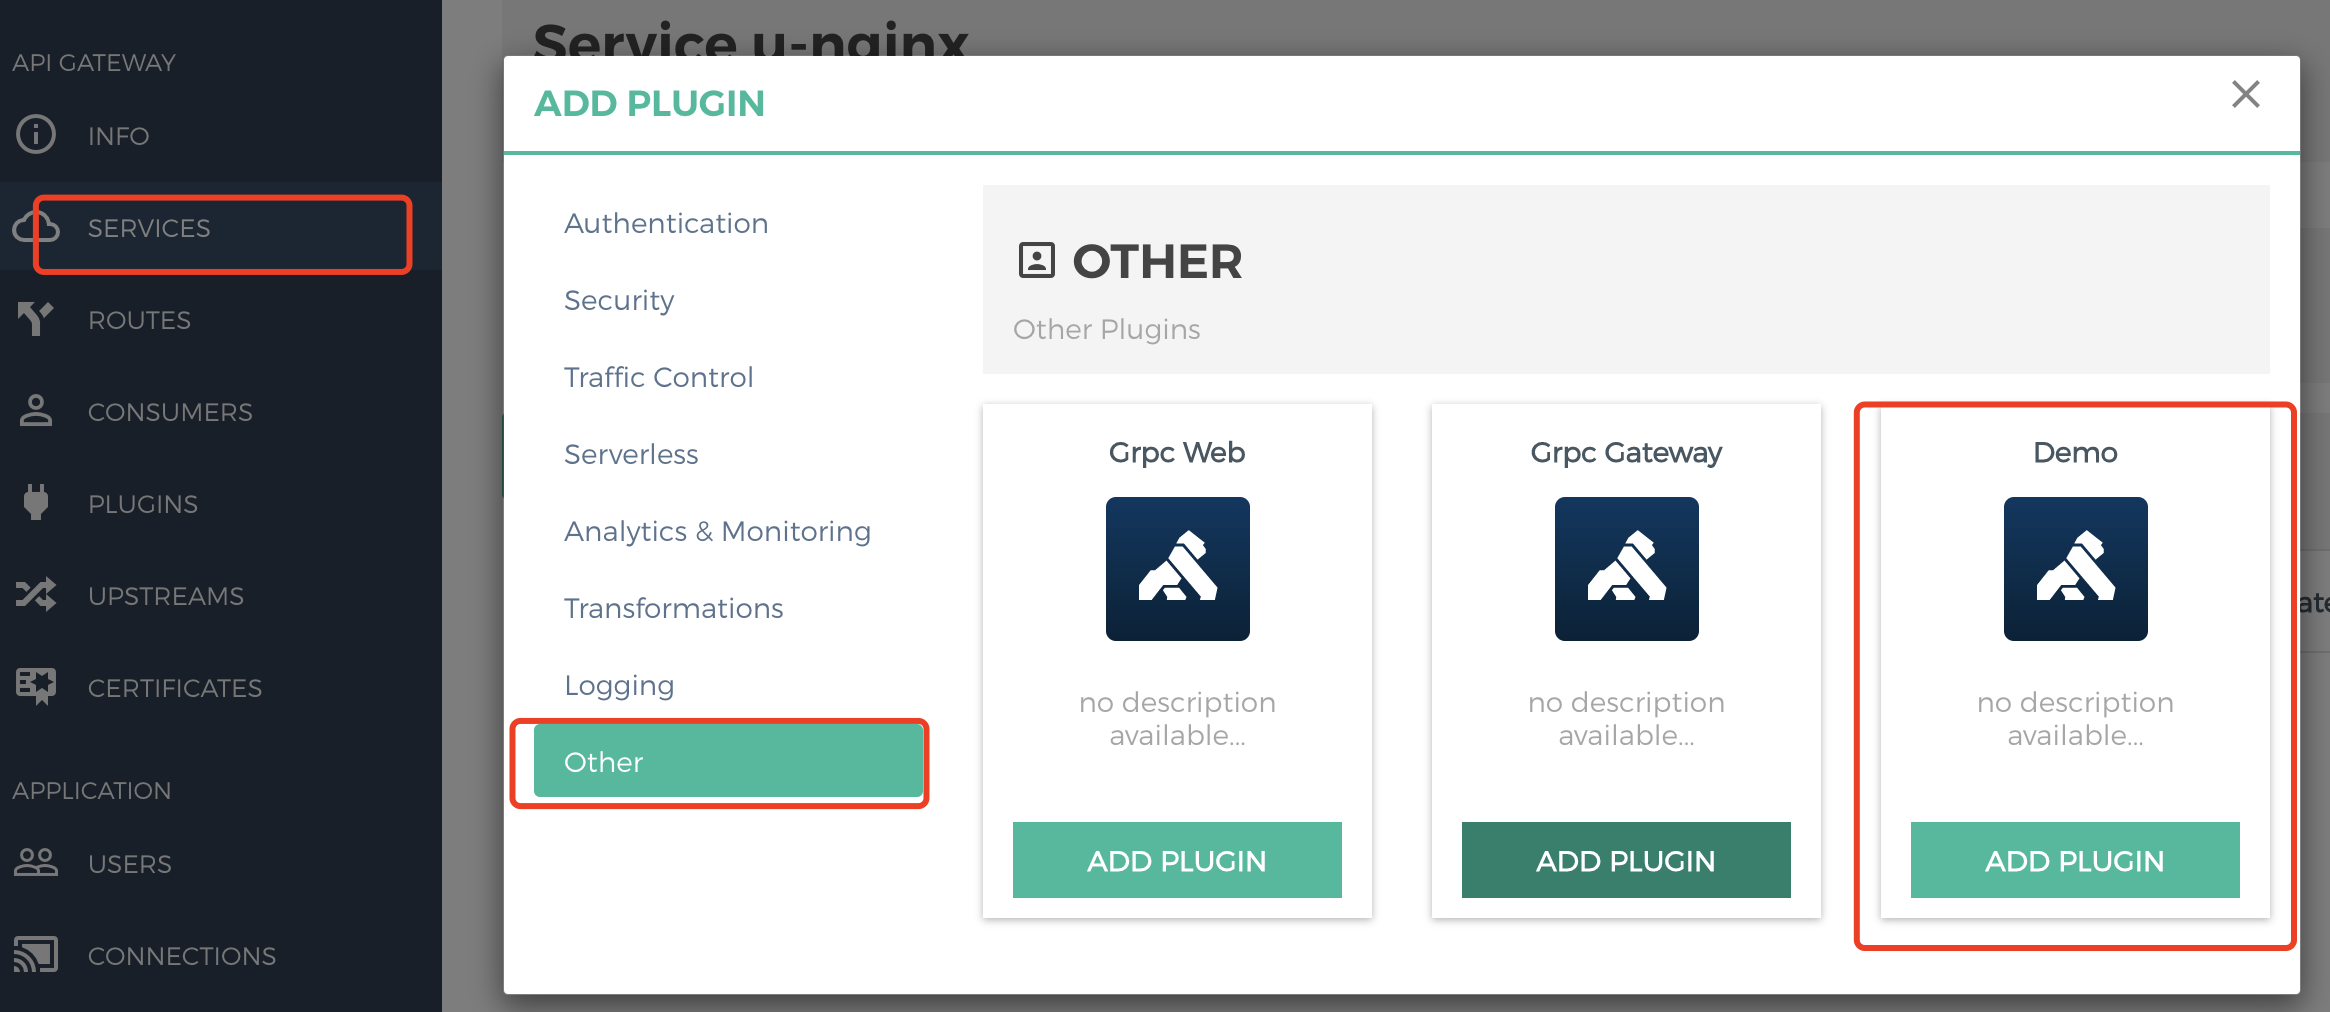 API GATEWAY
INFO
SERVICES
ROUTES
CONSUMERS
PLUGINS
UPSTREAMS
CERTIFICATES
APPLICATION
USERS
CONNECTIONS
Service u-nginx
ADD PLUGIN
Authentication
Security
Traffic Control
Serverless
Analytics & Monitoring
Transformations
Logging
Other
OTHER
Other Plugins
Grpc Web
no description
available...
ADD PLUGIN
Grpc Gateway
no description
available...
ADD PLUGIN
Demo
no description
available...
ADD PLUGIN